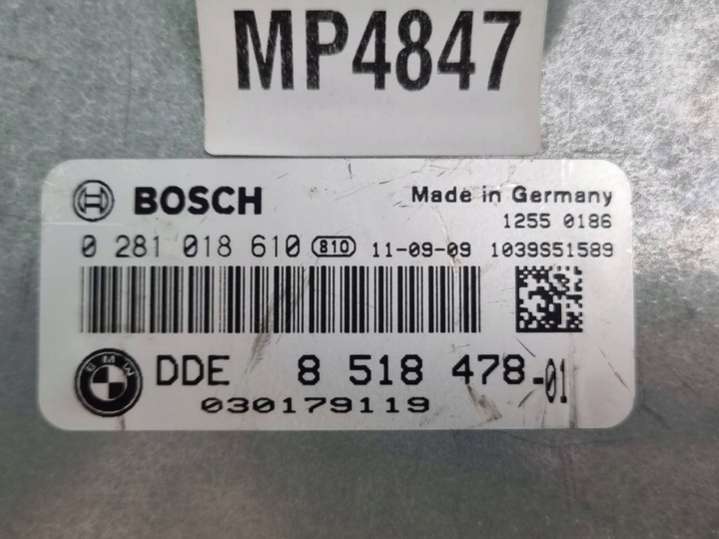 MP4847
BOSCH Made in Germany
1255 0186
0 281 018 610 810 11-09-09 1039S51589
BMW DDE 8 518 478-01
030179119